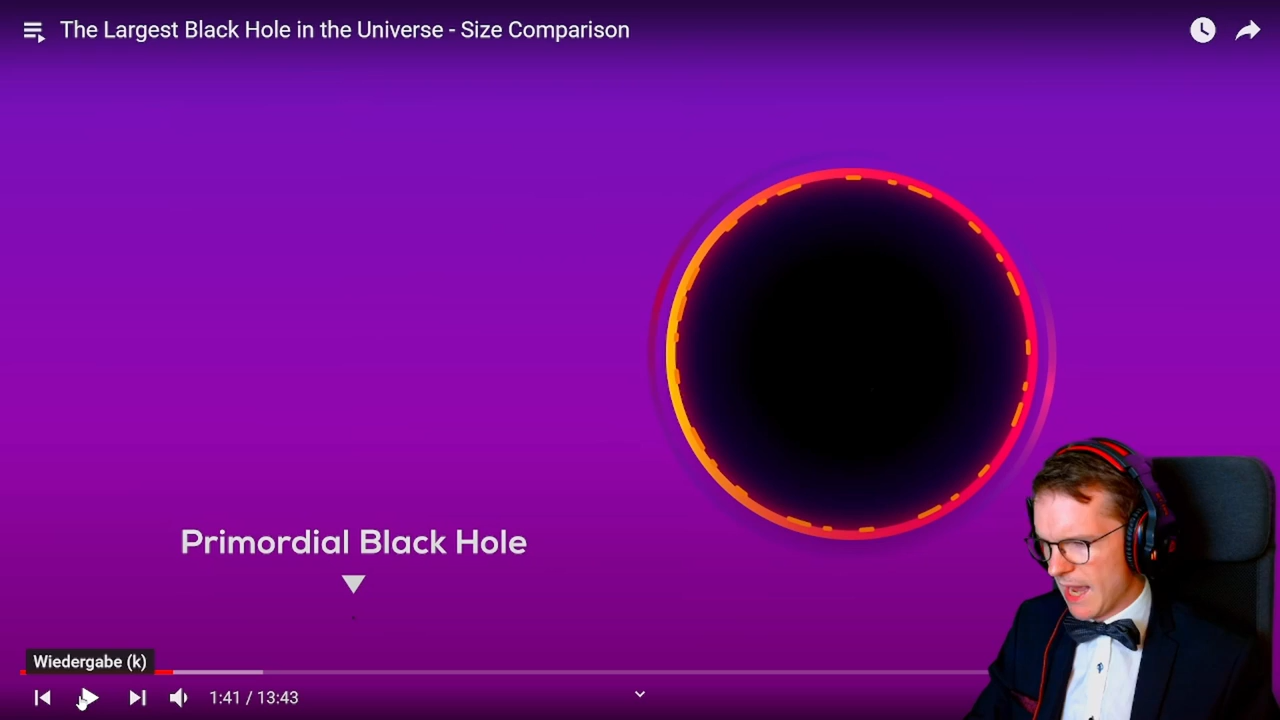 The Largest Black Hole in the Universe - Size Comparison
Primordial Black Hole
Wiedergabe (k)
1:41 / 13:43